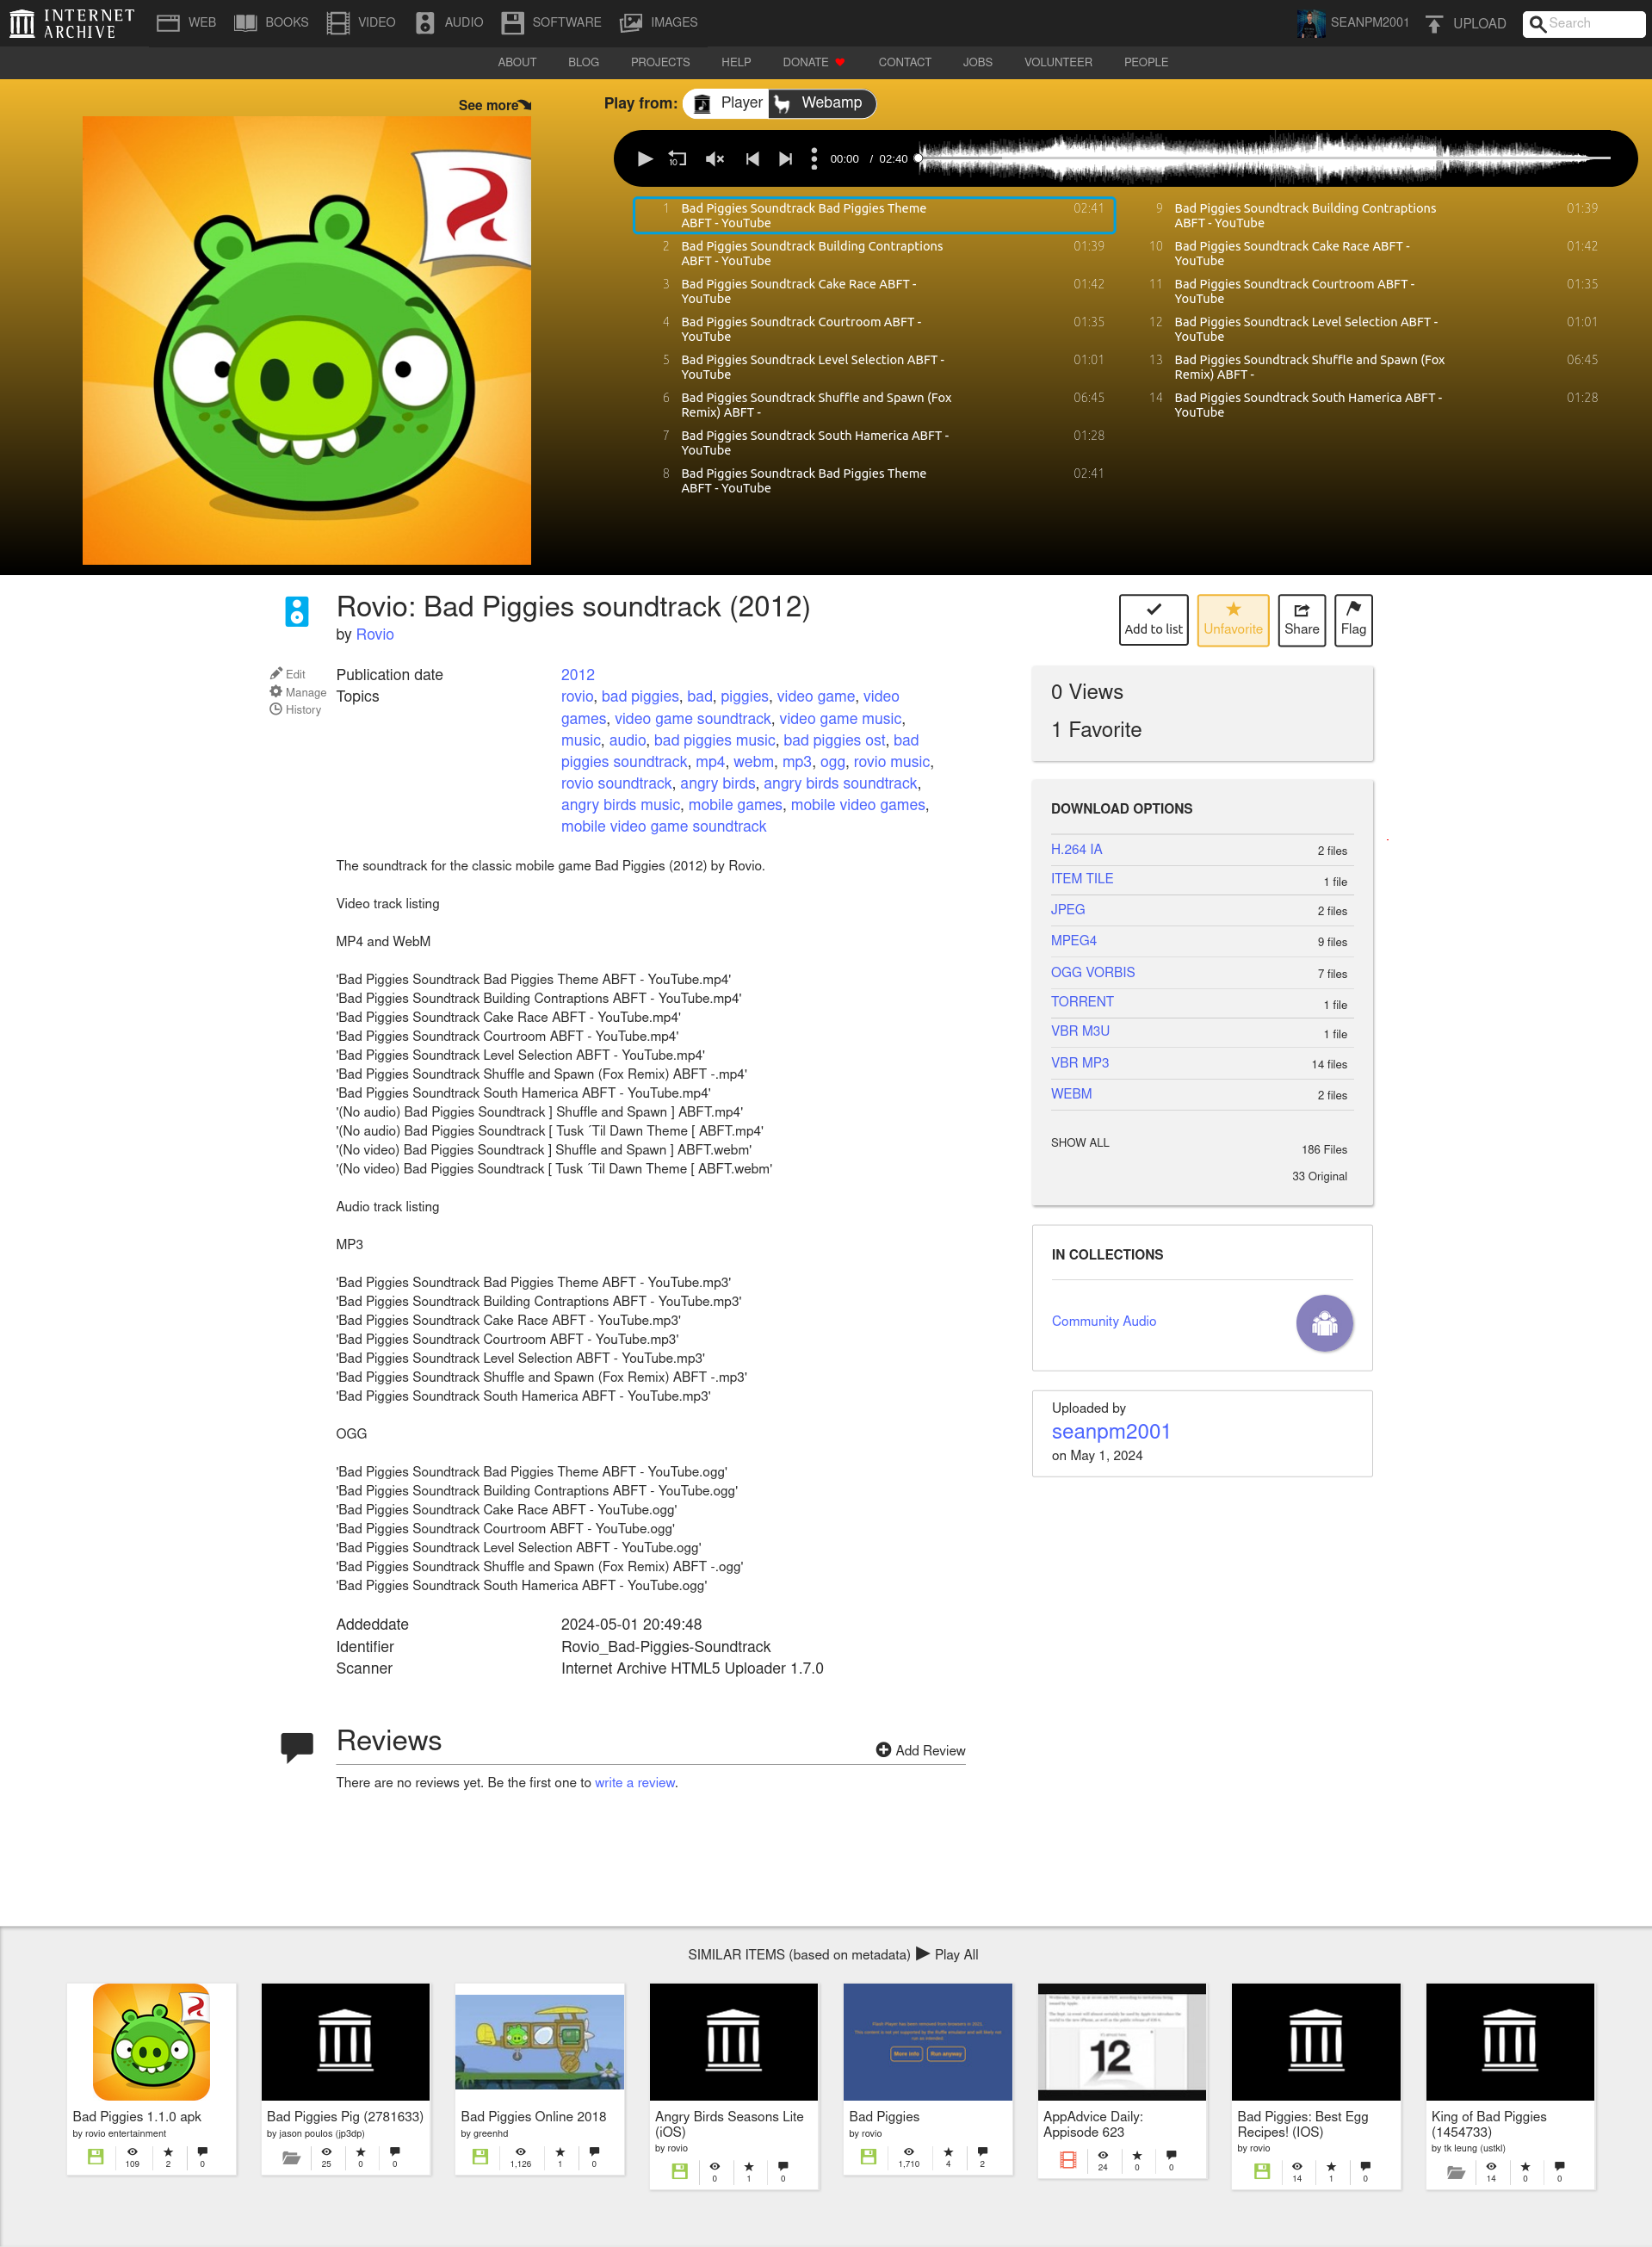 INTERNET ARCHIVE
WEB BOOKS VIDEO AUDIO SOFTWARE IMAGES
SEANPM2001 UPLOAD Search
ABOUT BLOG PROJECTS HELP DONATE CONTACT JOBS VOLUNTEER PEOPLE
See more
Play from: Player Webamp
10 00:00 / 02:40
1 Bad Piggies Soundtrack Bad Piggies Theme 02:41
ABFT - YouTube
2 Bad Piggies Soundtrack Building Contraptions 01:39
ABFT - YouTube
3 Bad Piggies Soundtrack Cake Race ABFT - 01:42
YouTube
4 Bad Piggies Soundtrack Courtroom ABFT - 01:35
YouTube
5 Bad Piggies Soundtrack Level Selection ABFT - 01:01
YouTube
6 Bad Piggies Soundtrack Shuffle and Spawn (Fox 06:45
Remix) ABFT -
7 Bad Piggies Soundtrack South Hamerica ABFT - 01:28
YouTube
8 Bad Piggies Soundtrack Bad Piggies Theme 02:41
ABFT - YouTube
9 Bad Piggies Soundtrack Building Contraptions 01:39
ABFT - YouTube
10 Bad Piggies Soundtrack Cake Race ABFT - 01:42
YouTube
11 Bad Piggies Soundtrack Courtroom ABFT - 01:35
YouTube
12 Bad Piggies Soundtrack Level Selection ABFT - 01:01
YouTube
13 Bad Piggies Soundtrack Shuffle and Spawn (Fox 06:45
Remix) ABFT -
14 Bad Piggies Soundtrack South Hamerica ABFT - 01:28
YouTube
Rovio: Bad Piggies soundtrack (2012)
by Rovio
Add to list Unfavorite Share Flag
Edit
Manage
History
Publication date 2012
Topics rovio, bad piggies, bad, piggies, video game, video
games, video game soundtrack, video game music,
music, audio, bad piggies music, bad piggies ost, bad
piggies soundtrack, mp4, webm, mp3, ogg, rovio music,
rovio soundtrack, angry birds, angry birds soundtrack,
angry birds music, mobile games, mobile video games,
mobile video game soundtrack
The soundtrack for the classic mobile game Bad Piggies (2012) by Rovio.
Video track listing
MP4 and WebM
'Bad Piggies Soundtrack Bad Piggies Theme ABFT - YouTube.mp4'
'Bad Piggies Soundtrack Building Contraptions ABFT - YouTube.mp4'
'Bad Piggies Soundtrack Cake Race ABFT - YouTube.mp4'
'Bad Piggies Soundtrack Courtroom ABFT - YouTube.mp4'
'Bad Piggies Soundtrack Level Selection ABFT - YouTube.mp4'
'Bad Piggies Soundtrack Shuffle and Spawn (Fox Remix) ABFT -.mp4'
'Bad Piggies Soundtrack South Hamerica ABFT - YouTube.mp4'
'(No audio) Bad Piggies Soundtrack ] Shuffle and Spawn ] ABFT.mp4'
'(No audio) Bad Piggies Soundtrack [ Tusk ´Til Dawn Theme [ ABFT.mp4'
'(No video) Bad Piggies Soundtrack ] Shuffle and Spawn ] ABFT.webm'
'(No video) Bad Piggies Soundtrack [ Tusk ´Til Dawn Theme [ ABFT.webm'
Audio track listing
MP3
'Bad Piggies Soundtrack Bad Piggies Theme ABFT - YouTube.mp3'
'Bad Piggies Soundtrack Building Contraptions ABFT - YouTube.mp3'
'Bad Piggies Soundtrack Cake Race ABFT - YouTube.mp3'
'Bad Piggies Soundtrack Courtroom ABFT - YouTube.mp3'
'Bad Piggies Soundtrack Level Selection ABFT - YouTube.mp3'
'Bad Piggies Soundtrack Shuffle and Spawn (Fox Remix) ABFT -.mp3'
'Bad Piggies Soundtrack South Hamerica ABFT - YouTube.mp3'
OGG
'Bad Piggies Soundtrack Bad Piggies Theme ABFT - YouTube.ogg'
'Bad Piggies Soundtrack Building Contraptions ABFT - YouTube.ogg'
'Bad Piggies Soundtrack Cake Race ABFT - YouTube.ogg'
'Bad Piggies Soundtrack Courtroom ABFT - YouTube.ogg'
'Bad Piggies Soundtrack Level Selection ABFT - YouTube.ogg'
'Bad Piggies Soundtrack Shuffle and Spawn (Fox Remix) ABFT -.ogg'
'Bad Piggies Soundtrack South Hamerica ABFT - YouTube.ogg'
Addeddate 2024-05-01 20:49:48
Identifier Rovio_Bad-Piggies-Soundtrack
Scanner Internet Archive HTML5 Uploader 1.7.0
0 Views
1 Favorite
DOWNLOAD OPTIONS
H.264 IA 2 files
ITEM TILE 1 file
JPEG 2 files
MPEG4 9 files
OGG VORBIS 7 files
TORRENT 1 file
VBR M3U 1 file
VBR MP3 14 files
WEBM 2 files
SHOW ALL 186 Files
33 Original
IN COLLECTIONS
Community Audio
Uploaded by
seanpm2001
on May 1, 2024
Reviews
Add Review
There are no reviews yet. Be the first one to write a review.
SIMILAR ITEMS (based on metadata) Play All
Bad Piggies 1.1.0 apk
by rovio entertainment
109 2 0
Bad Piggies Pig (2781633)
by jason poulos (jp3dp)
25 0 0
Bad Piggies Online 2018
by greenhd
1,126 1 0
Angry Birds Seasons Lite
(iOS)
by rovio
0 1 0
More info Run anyway
Bad Piggies
by rovio
1,710 4 2
12
AppAdvice Daily:
Appisode 623
24 0 0
Bad Piggies: Best Egg
Recipes! (IOS)
by rovio
14 1 0
King of Bad Piggies
(1454733)
by tk leung (ustkl)
14 0 0